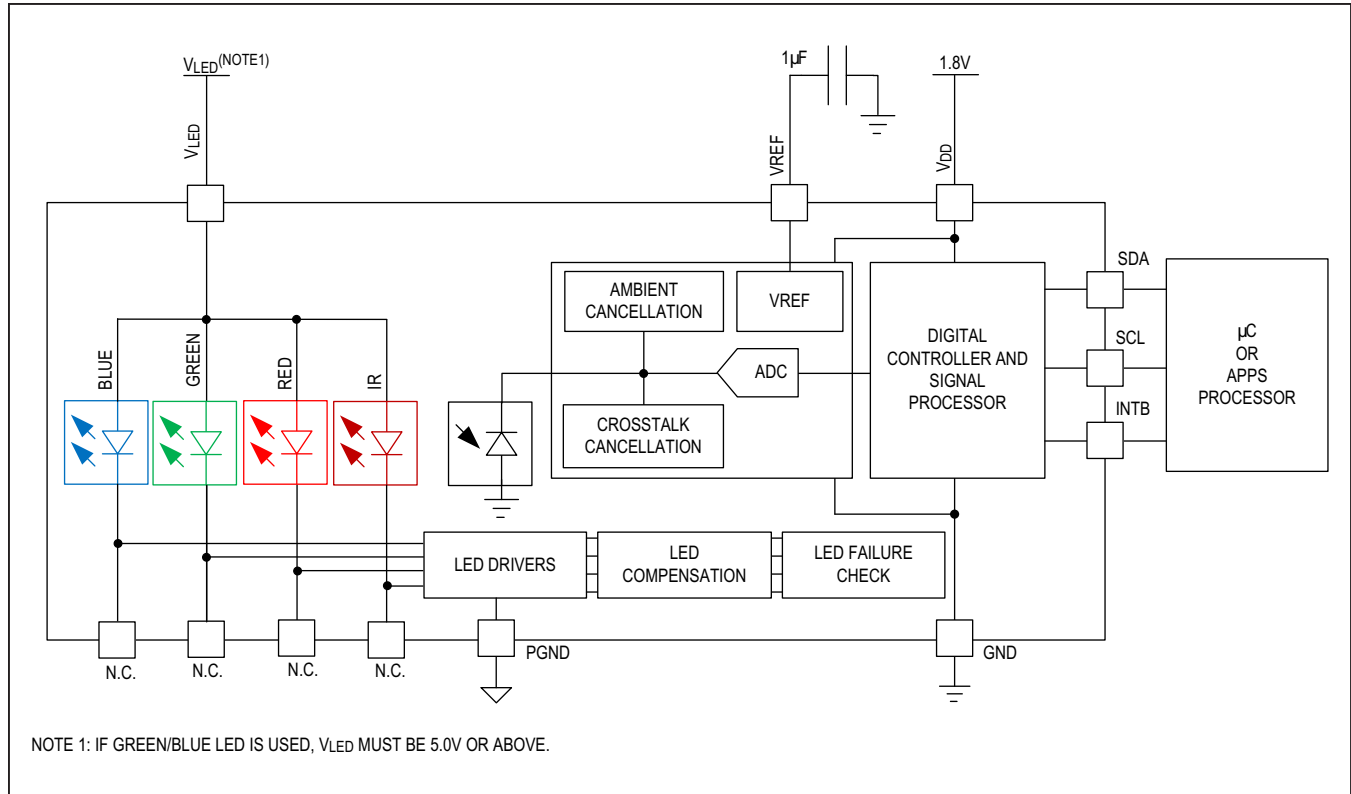 VLED(NOTE1)
1µF
1.8V
VLED
VREF
VDD
SDA
AMBIENT
CANCELLATION
VREF
BLUE
GREEN
RED
IR
ADC
DIGITAL
CONTROLLER AND
SIGNAL
PROCESSOR
SCL
µC
OR
APPS
PROCESSOR
CROSSTALK
CANCELLATION
INTB
LED DRIVERS
LED
COMPENSATION
LED FAILURE
CHECK
N.C.
N.C.
N.C.
N.C.
PGND
GND
NOTE 1: IF GREEN/BLUE LED IS USED, VLED MUST BE 5.0V OR ABOVE.